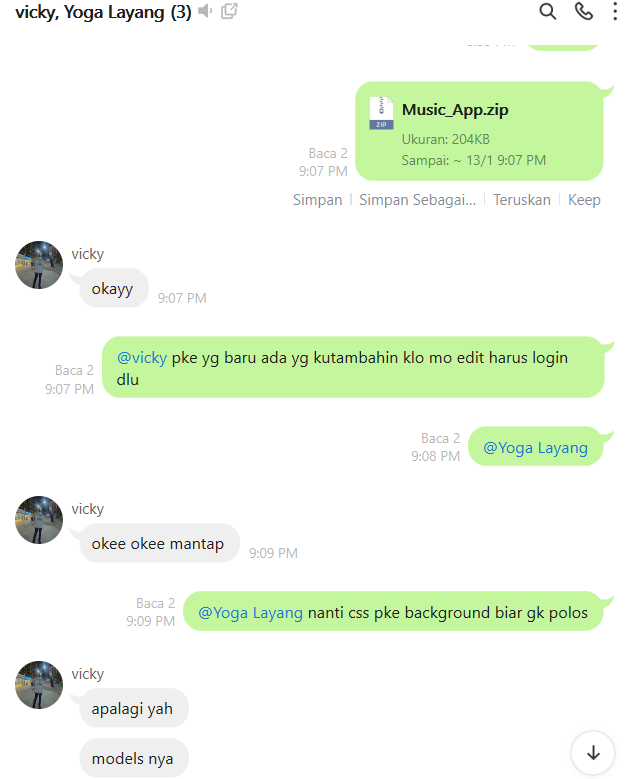 vicky, Yoga Layang (3)
ZIP
Music_App.zip
Ukuran: 204KB
Sampai: ~ 13/1 9:07 PM
Baca 2
9:07 PM
Simpan | Simpan Sebagai... | Teruskan | Keep
vicky
okayy
9:07 PM
@vicky pke yg baru ada yg kutambahin klo mo edit harus login
dlu
Baca 2
9:07 PM
@Yoga Layang
Baca 2
9:08 PM
vicky
okee okee mantap
9:09 PM
@Yoga Layang nanti css pke background biar gk polos
Baca 2
9:09 PM
vicky
apalagi yah
models nya